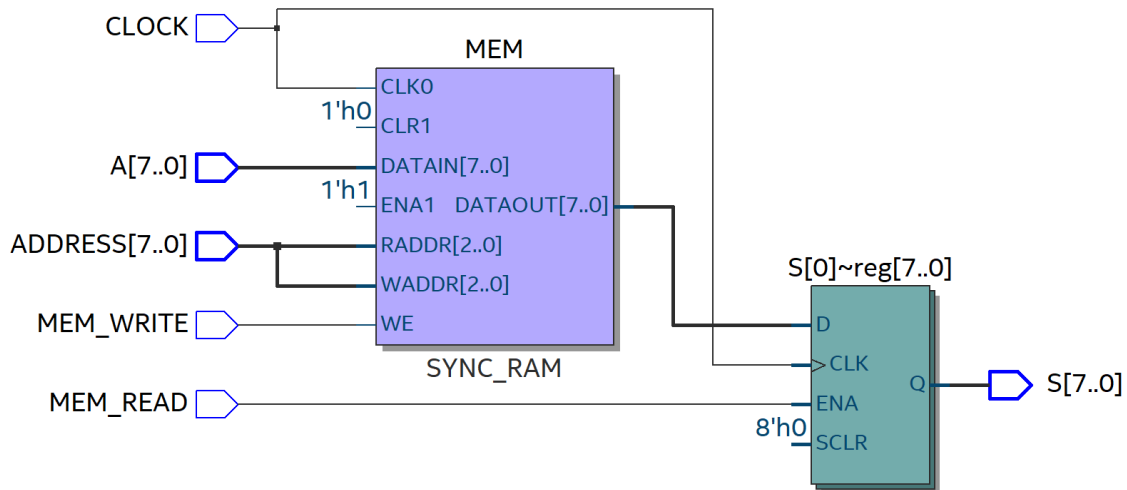 CLOCK
MEM
CLK0
1'h0
CLR1
A[7..0]
DATAIN[7..0]
1'h1
ENA1 DATAOUT[7..0]
ADDRESS[7..0]
RADDR[2..0]
S[0]~reg[7..0]
WADDR[2..0]
MEM_WRITE
WE
D
SYNC_RAM
CLK
Q
S[7..0]
MEM_READ
ENA
8'h0
SCLR